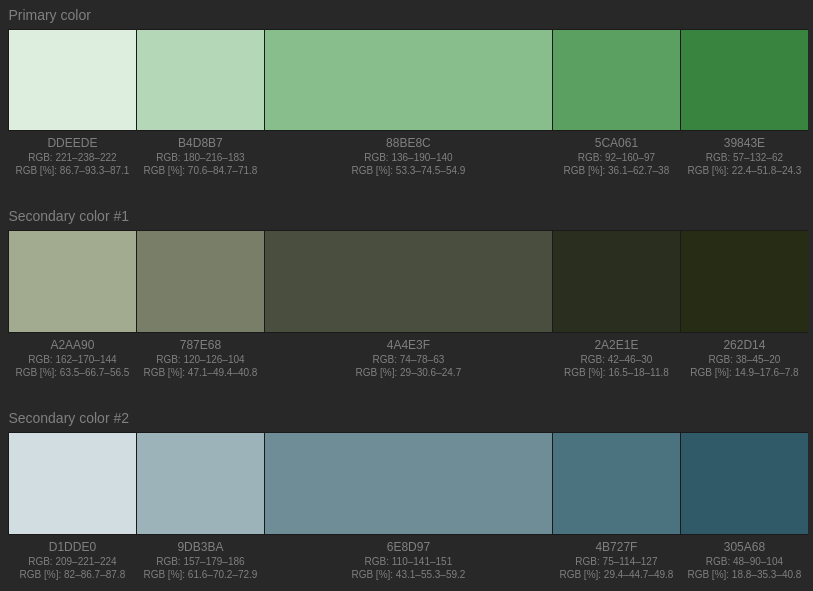 Primary color
DDEEDE B4D8B7 88BE8C 5CA061 39843E
RGB: 221–238–222 RGB: 180–216–183 RGB: 136–190–140 RGB: 92–160–97 RGB: 57–132–62
RGB [%]: 86.7–93.3–87.1 RGB [%]: 70.6–84.7–71.8 RGB [%]: 53.3–74.5–54.9 RGB [%]: 36.1–62.7–38 RGB [%]: 22.4–51.8–24.3
Secondary color #1
A2AA90 787E68 4A4E3F 2A2E1E 262D14
RGB: 162–170–144 RGB: 120–126–104 RGB: 74–78–63 RGB: 42–46–30 RGB: 38–45–20
RGB [%]: 63.5–66.7–56.5 RGB [%]: 47.1–49.4–40.8 RGB [%]: 29–30.6–24.7 RGB [%]: 16.5–18–11.8 RGB [%]: 14.9–17.6–7.8
Secondary color #2
D1DDE0 9DB3BA 6E8D97 4B727F 305A68
RGB: 209–221–224 RGB: 157–179–186 RGB: 110–141–151 RGB: 75–114–127 RGB: 48–90–104
RGB [%]: 82–86.7–87.8 RGB [%]: 61.6–70.2–72.9 RGB [%]: 43.1–55.3–59.2 RGB [%]: 29.4–44.7–49.8 RGB [%]: 18.8–35.3–40.8